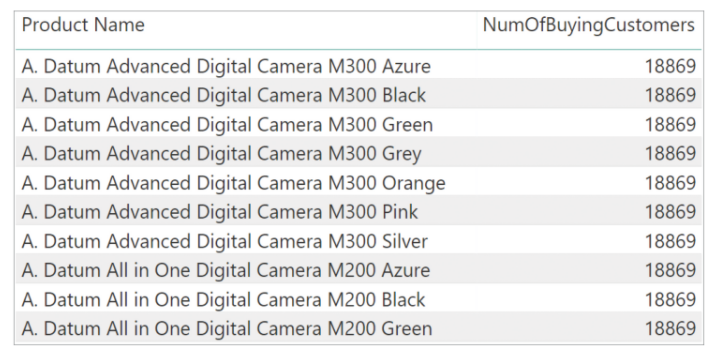 Product Name NumOfBuyingCustomers
A. Datum Advanced Digital Camera M300 Azure 18869
A. Datum Advanced Digital Camera M300 Black 18869
A. Datum Advanced Digital Camera M300 Green 18869
A. Datum Advanced Digital Camera M300 Grey 18869
A. Datum Advanced Digital Camera M300 Orange 18869
A. Datum Advanced Digital Camera M300 Pink 18869
A. Datum Advanced Digital Camera M300 Silver 18869
A. Datum All in One Digital Camera M200 Azure 18869
A. Datum All in One Digital Camera M200 Black 18869
A. Datum All in One Digital Camera M200 Green 18869